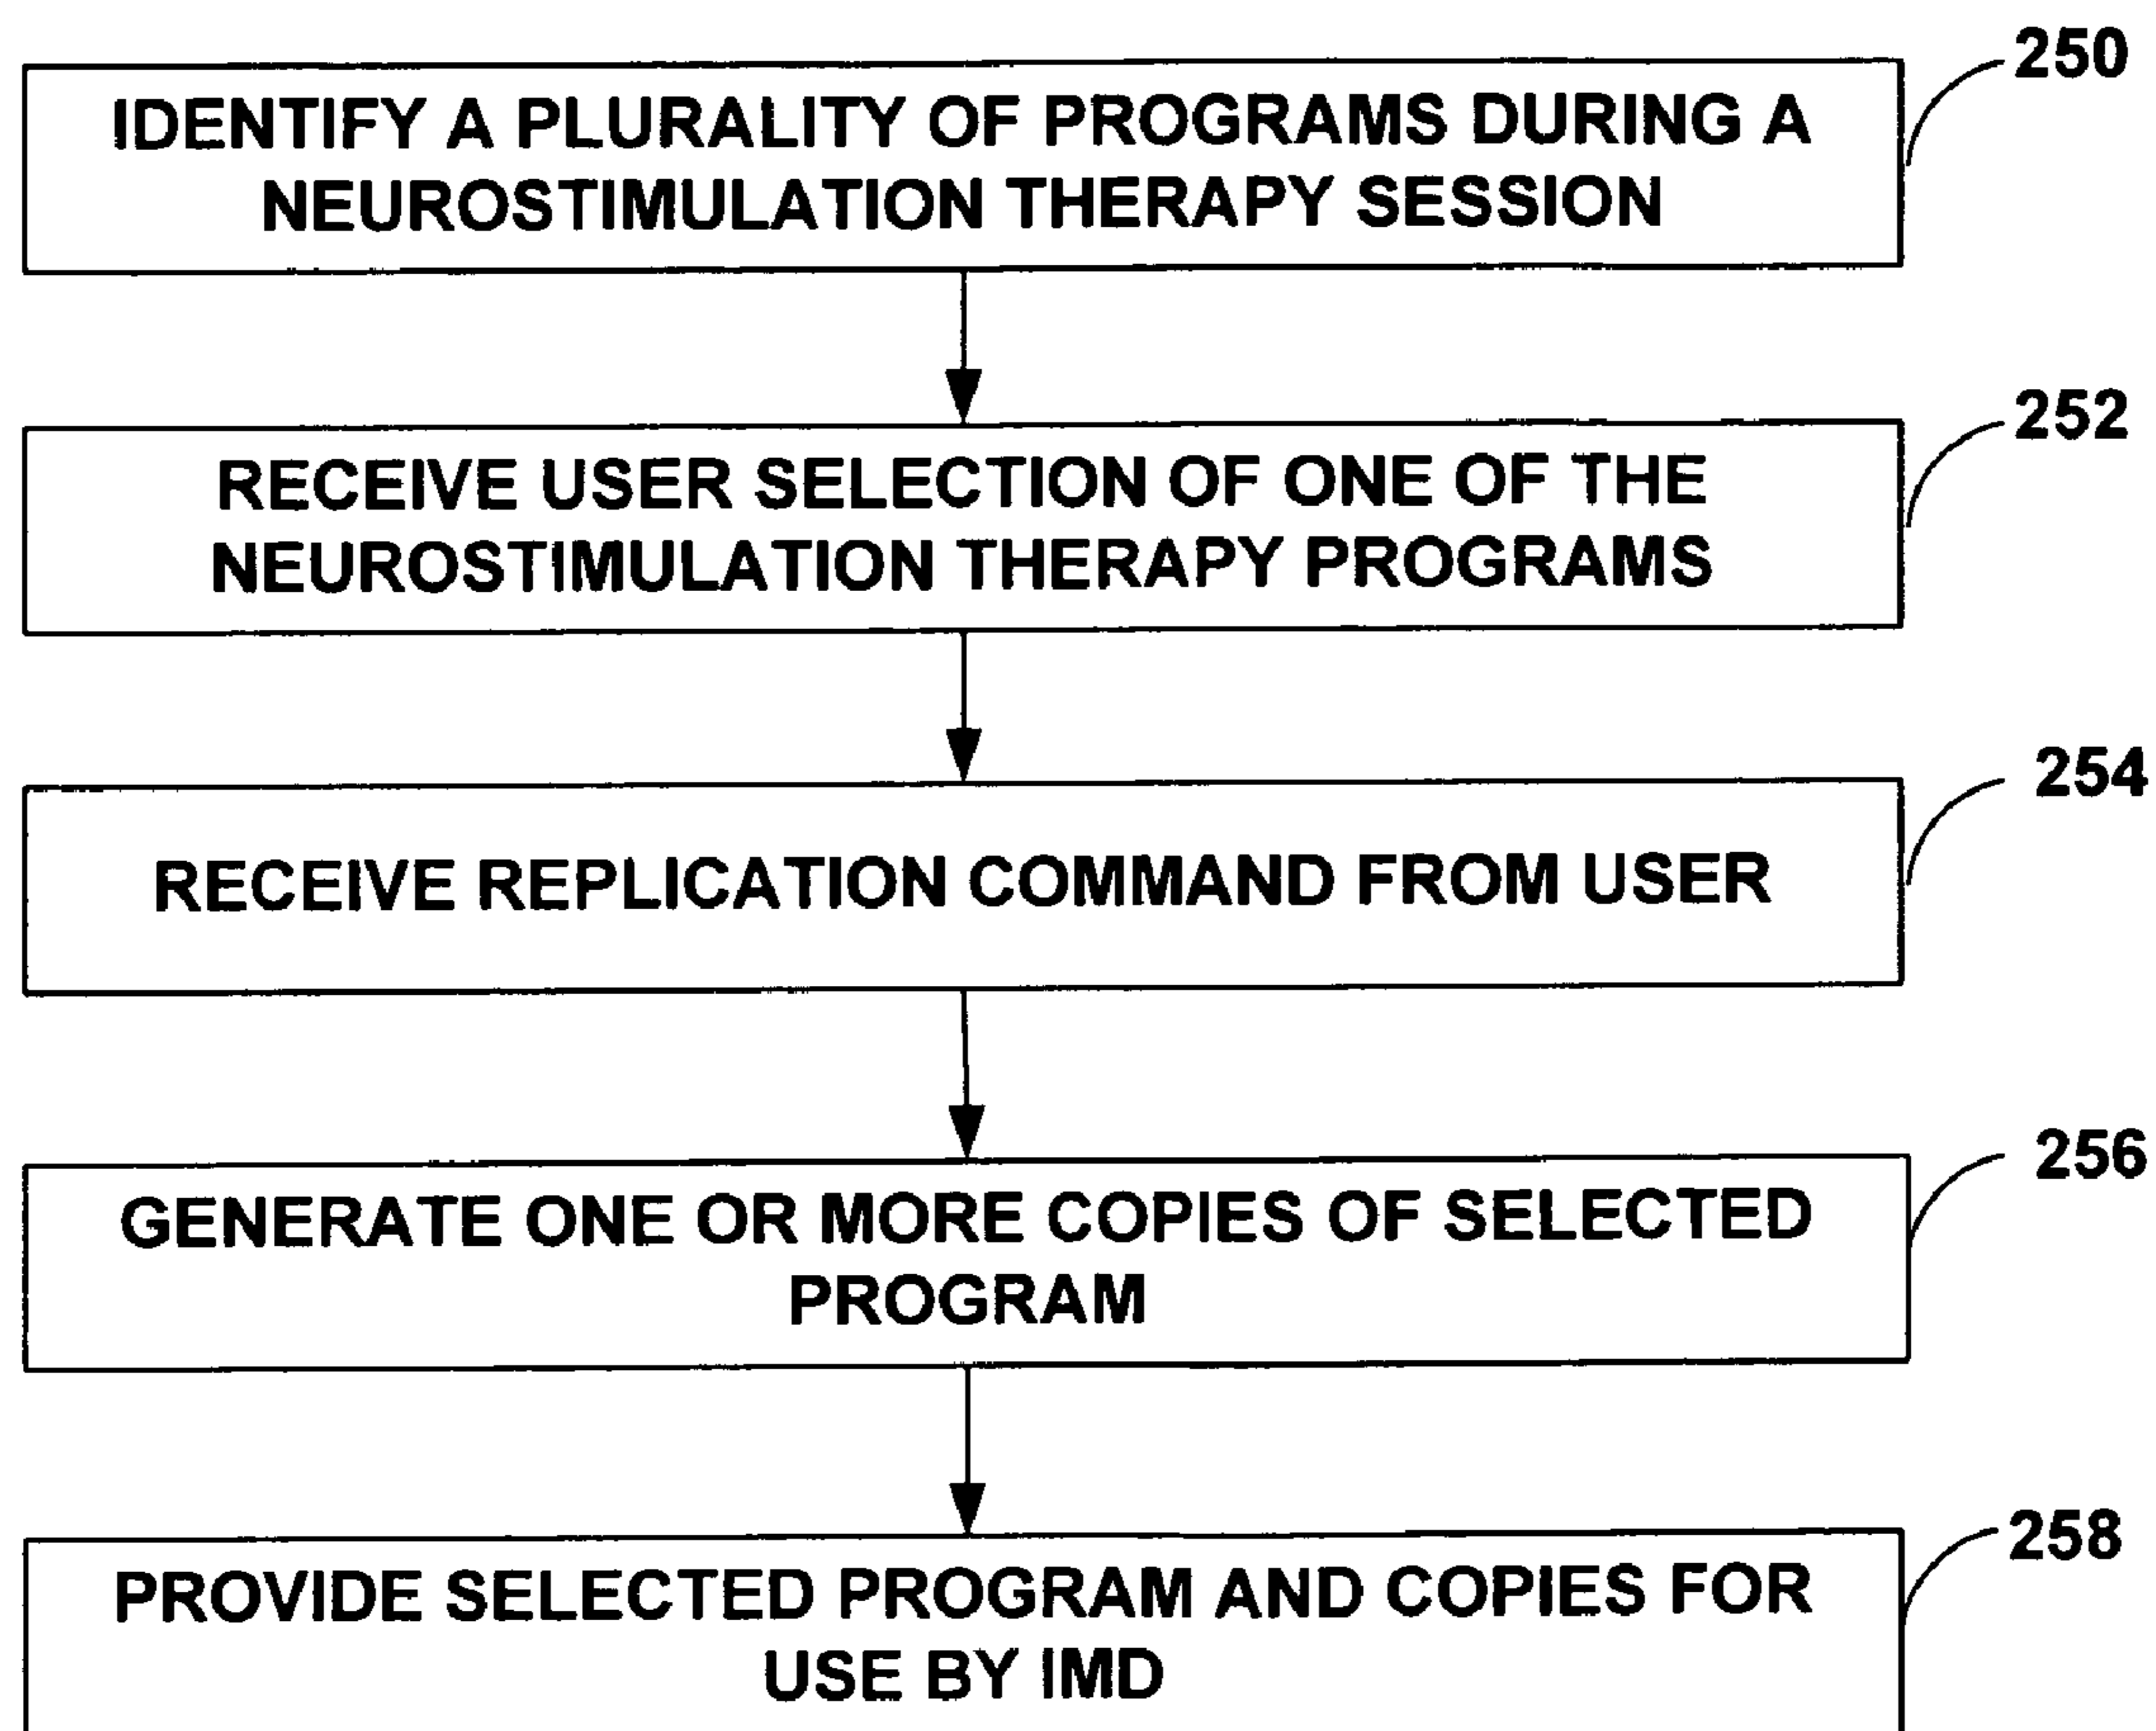 250
IDENTIFY A PLURALITY OF PROGRAMS DURING A
NEUROSTIMULATION THERAPY SESSION
252
RECEIVE USER SELECTION OF ONE OF THE
NEUROSTIMULATION THERAPY PROGRAMS
254
RECEIVE REPLICATION COMMAND FROM USER
256
GENERATE ONE OR MORE COPIES OF SELECTED
PROGRAM
258
PROVIDE SELECTED PROGRAM AND COPIES FOR
USE BY IMD